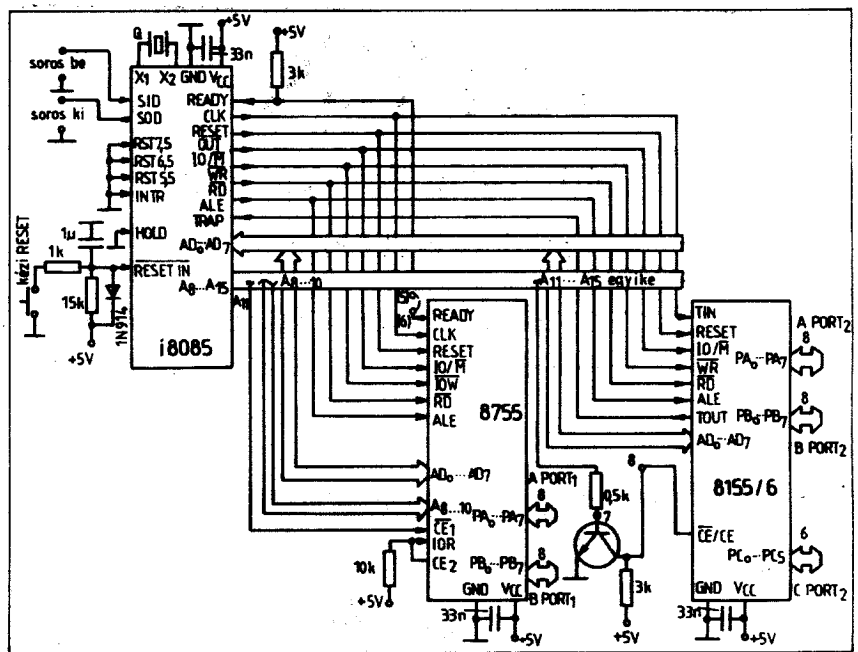 +5V
Q
33n
+5V
soros be
X1 X2 GND VCC
3k
SID
READY
soros ki
SOD
CLK
RESET
OUT
RST7,5
IO/M
RST6,5
WR
RST5,5
RD
INTR
ALE
TRAP
1μ
HOLD
AD0-AD7
kézi RESET
1k
RESET IN
A8...A15
A8...10
A11...A15 egyike
A11
15k
1N914
+5V
i8085
(5)
(6)
READY
CLK
RESET
IO/M
IOW
RD
ALE
8755
AD0...AD7
A8...10
PA0...PA7
A PORT1
8
CE1
IOR
CE2
PB0...PB7
8
B PORT1
10k
+5V
GND VCC
33n
+5V
0,5k
7
8
3k
+5V
TIN
RESET
IO/M
PA0...PA7
A PORT2
8
WR
RD
ALE
TOUT
PB0-PB7
8
B PORT2
AD0-AD7
8155/6
CE/CE
6
PC0...PC5
C PORT2
GND VCC
33n
+5V